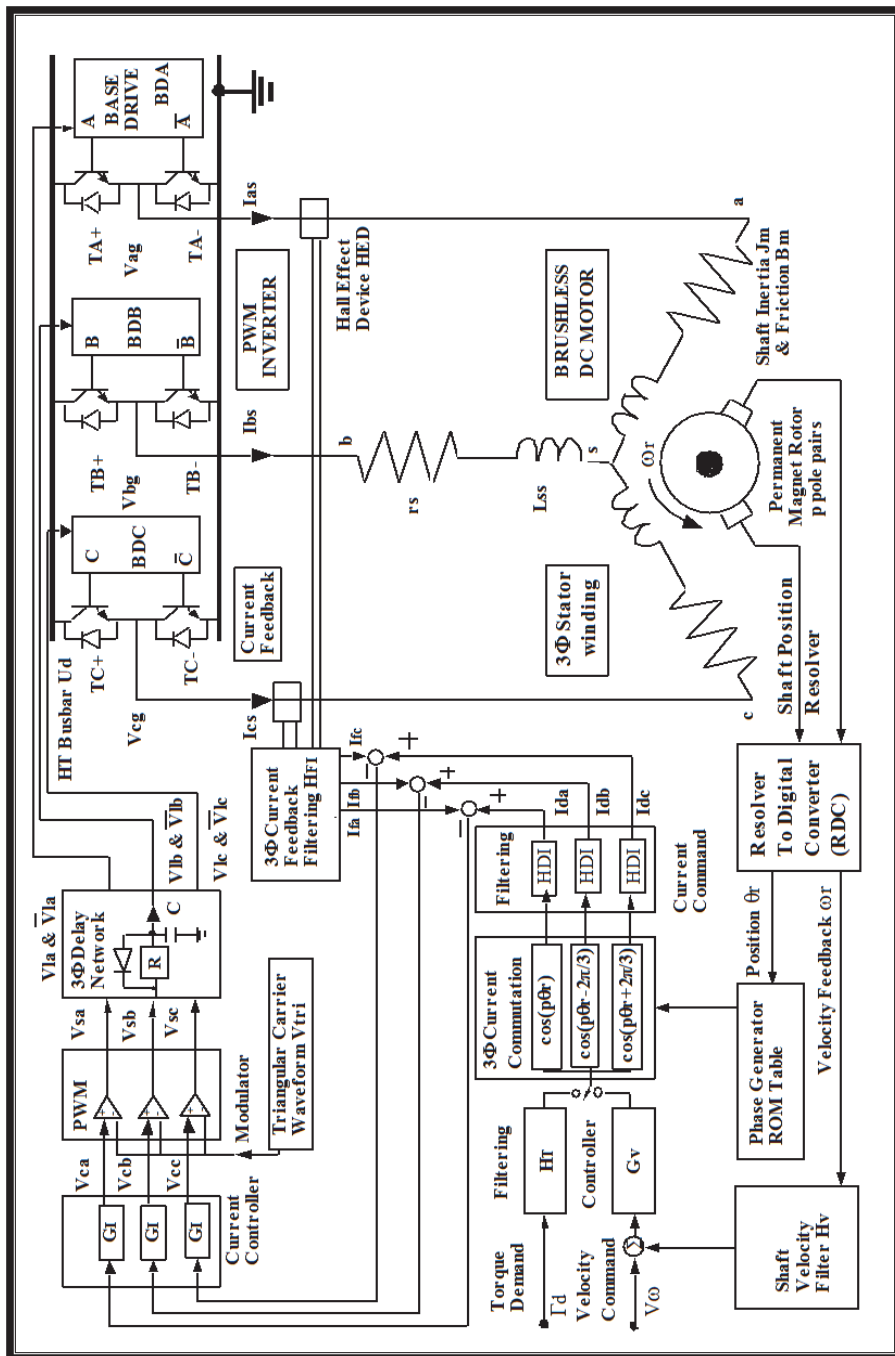 Vca
Vcb
Vcc
GI
GI
GI
Current
Controller
PWM
Modulator
Triangular Carrier
Waveform Vtri
Vsa
Vsb
Vsc
3Φ Delay
Network
R
C
Vla & V̅la
Vlb & V̅lb
Vlc & V̅lc
HT Busbar Ud
TC+
Vcg
TC-
C
BDC
C̅
TB+
Vbg
TB-
B
BDB
B̅
TA+
Vag
TA-
A
BASE
DRIVE
BDA
A̅
Ics
Current
Feedback
Ibs
PWM
INVERTER
Ias
Hall Effect
Device HED
3Φ Current
Feedback
Filtering HFI
Ifa
Ifb
Ifc
-
-
-
+
+
+
Ida
Idb
Idc
Torque
Demand
Γd
Velocity
Command
Vω
Filtering
HT
Controller
Gv
Σ
3Φ Current
Commutation
cos(pθr)
cos(pθr-2π/3)
cos(pθr+2π/3)
Filtering
HDI
HDI
HDI
Current
Command
b
rs
Lss
s
ωr
a
c
3Φ Stator
winding
BRUSHLESS
DC MOTOR
Shaft Inertia Jm
& Friction Bm
Permanent
Magnet Rotor
p pole pairs
Shaft Position
Resolver
Resolver
To Digital
Converter
(RDC)
Position θr
Velocity Feedback ωr
Phase Generator
ROM Table
Shaft
Velocity
Filter Hv